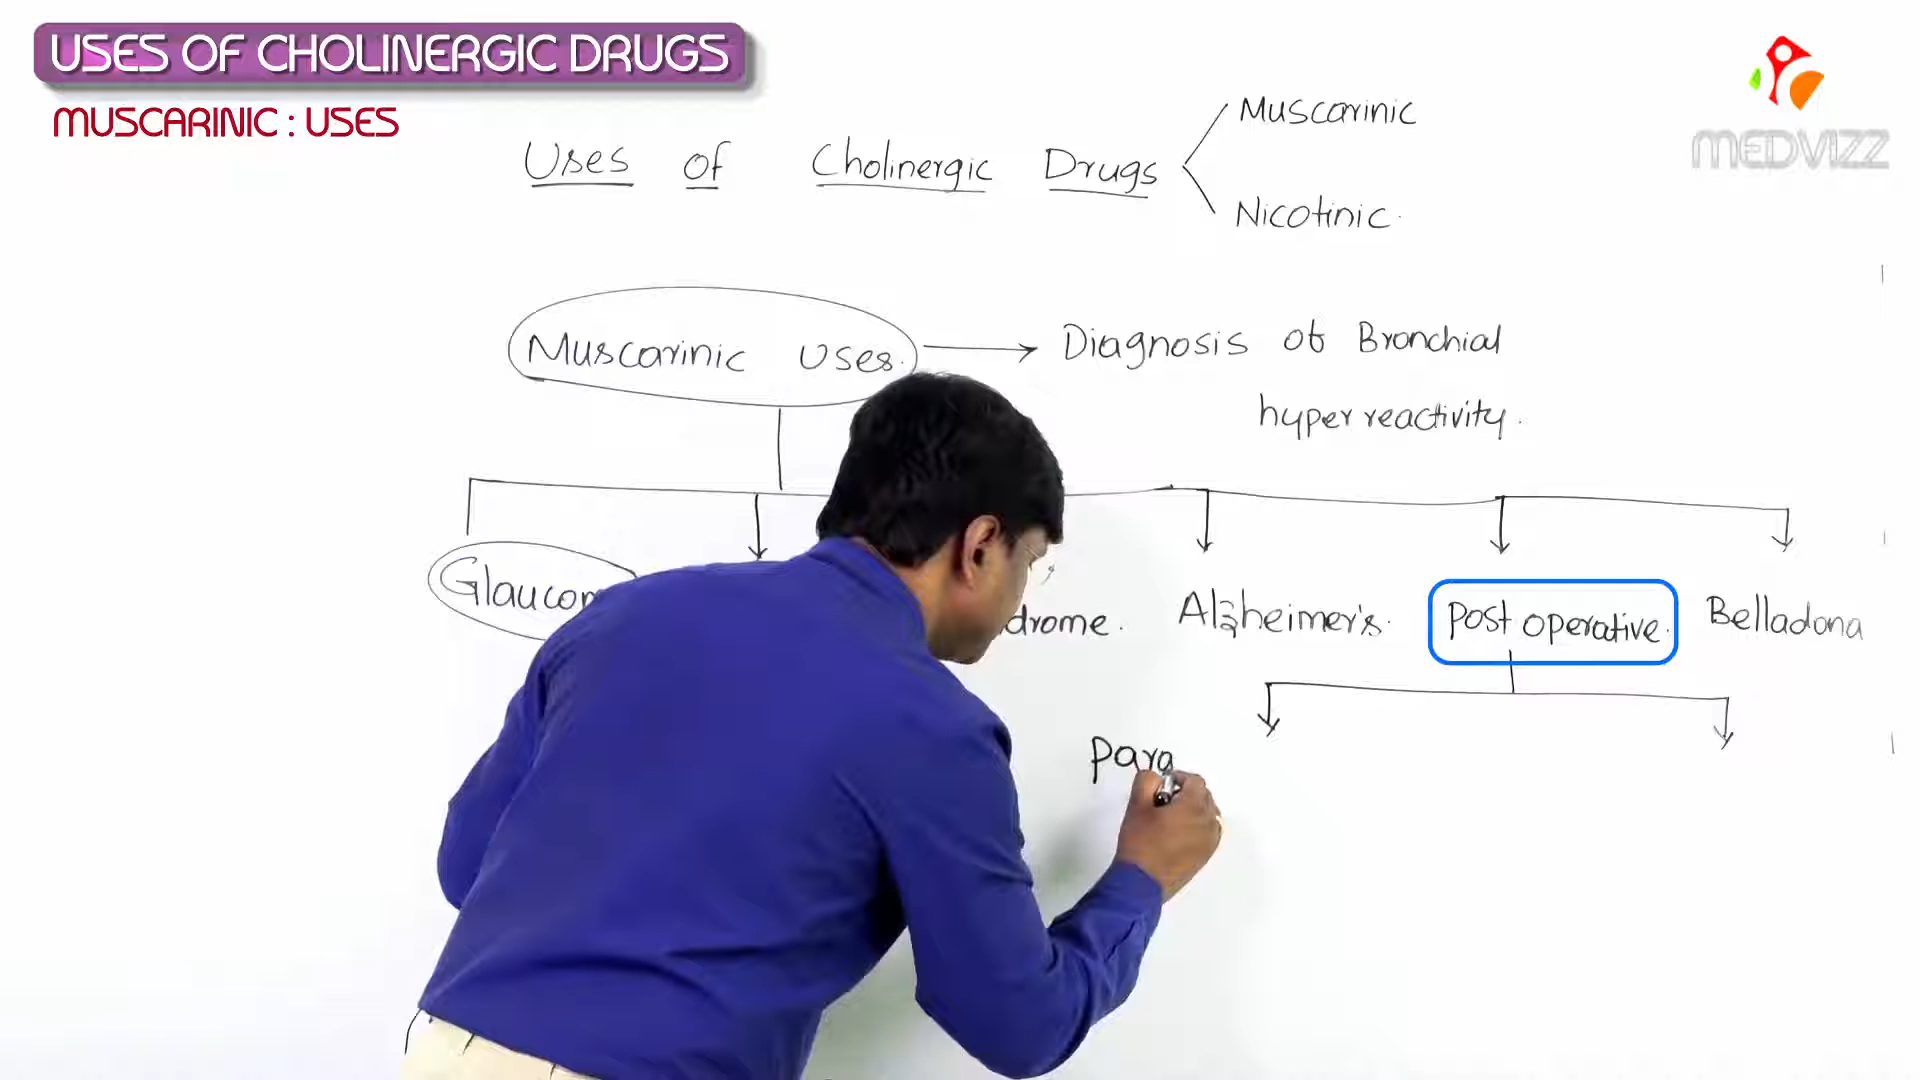 USES OF CHOLINERGIC DRUGS
MUSCARINIC : USES
MEDVIZZ
Uses of Cholinergic Drugs
Muscarinic
Nicotinic.
Muscarinic uses.
Diagnosis of Bronchial
hyper reactivity.
Glaucom
drome.
Alzheimer's.
Post operative.
Belladona
Para